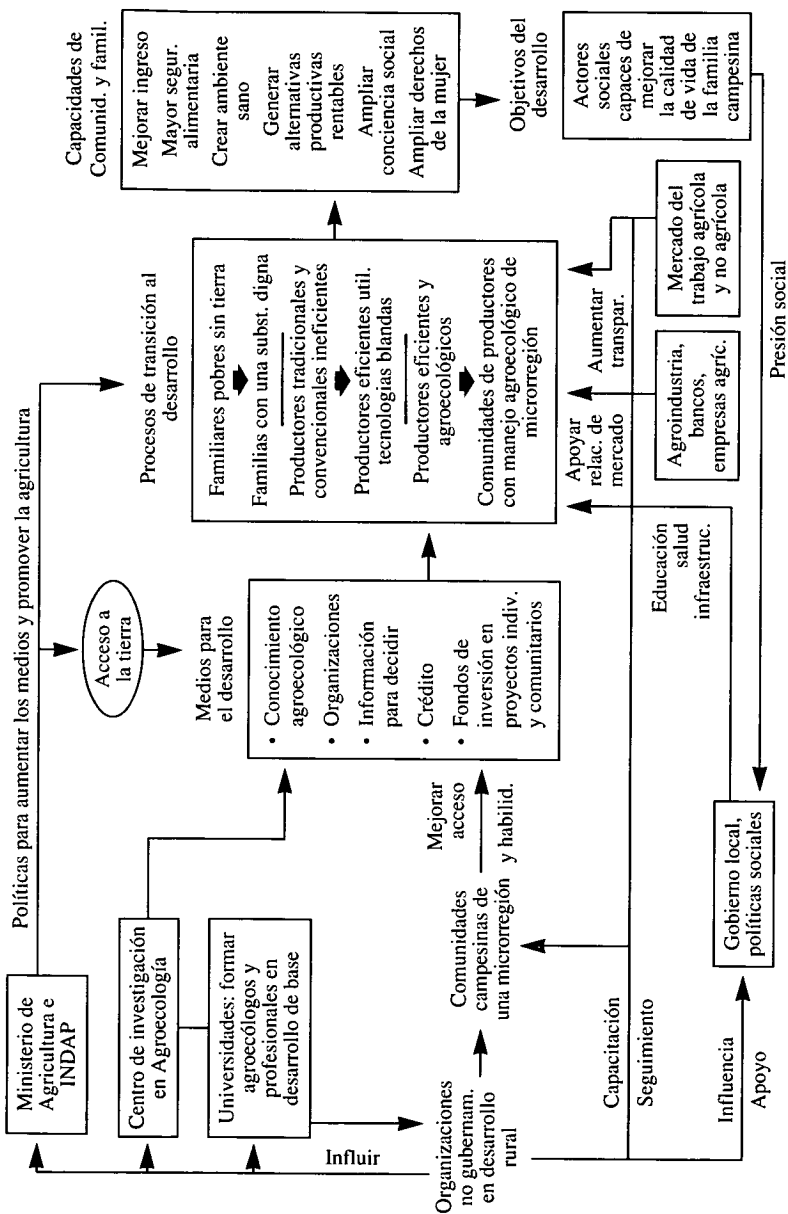 Políticas para aumentar los medios y promover la agricultura
Ministerio de
Agricultura e
INDAP
Centro de investigación
en Agroecología
Universidades: formar
agroecólogos y
profesionales en
desarrollo de base
Influir
Organizaciones
no gubernam.
en desarrollo
rural
Comunidades
campesinas de
una microrregión
Mejorar
acceso
y habilid.
Acceso a
la tierra
Medios para
el desarrollo
• Conocimiento
agroecológico
• Organizaciones
• Información
para decidir
• Crédito
• Fondos de
inversión en
proyectos indiv.
y comunitarios
Procesos de transición al
desarrollo
Familiares pobres sin tierra
Familias con una subst. digna
Productores tradicionales y
convencionales ineficientes
Productores eficientes util.
tecnologías blandas
Productores eficientes y
agroecológicos
Comunidades de productores
con manejo agroecológico de
microrregión
Capacidades de
Comunid. y famil.
Mejorar ingreso
Mayor segur.
alimentaria
Crear ambiente
sano
Generar
alternativas
productivas
rentables
Ampliar
conciencia social
Ampliar derechos
de la mujer
Objetivos del
desarrollo
Actores
sociales
capaces de
mejorar
la calidad
de vida de
la familia
campesina
Educación
salud
infraestruc.
Apoyar
relac. de
mercado
Aumentar
transpar.
Agroindustria,
bancos,
empresas agríc.
Mercado del
trabajo agrícola
y no agrícola
Capacitación
Seguimiento
Influencia
Apoyo
Gobierno local,
políticas sociales
Presión social